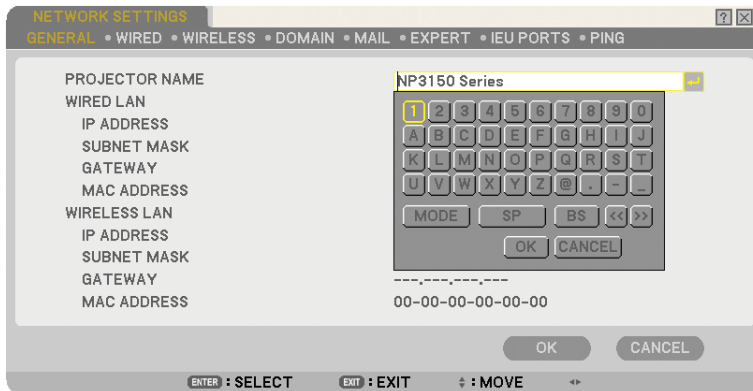 NETWORK SETTINGS
GENERAL • WIRED • WIRELESS • DOMAIN • MAIL • EXPERT • IEU PORTS • PING
PROJECTOR NAME NP3150 Series
WIRED LAN
IP ADDRESS
SUBNET MASK
GATEWAY
MAC ADDRESS
WIRELESS LAN
IP ADDRESS
SUBNET MASK
GATEWAY ---.---.---.---
MAC ADDRESS 00-00-00-00-00-00
1 2 3 4 5 6 7 8 9 0
A B C D E F G H I J
K L M N O P Q R S T
U V W X Y Z @ . - _
MODE SP BS << >>
OK CANCEL
OK CANCEL
ENTER : SELECT EXIT : EXIT : MOVE